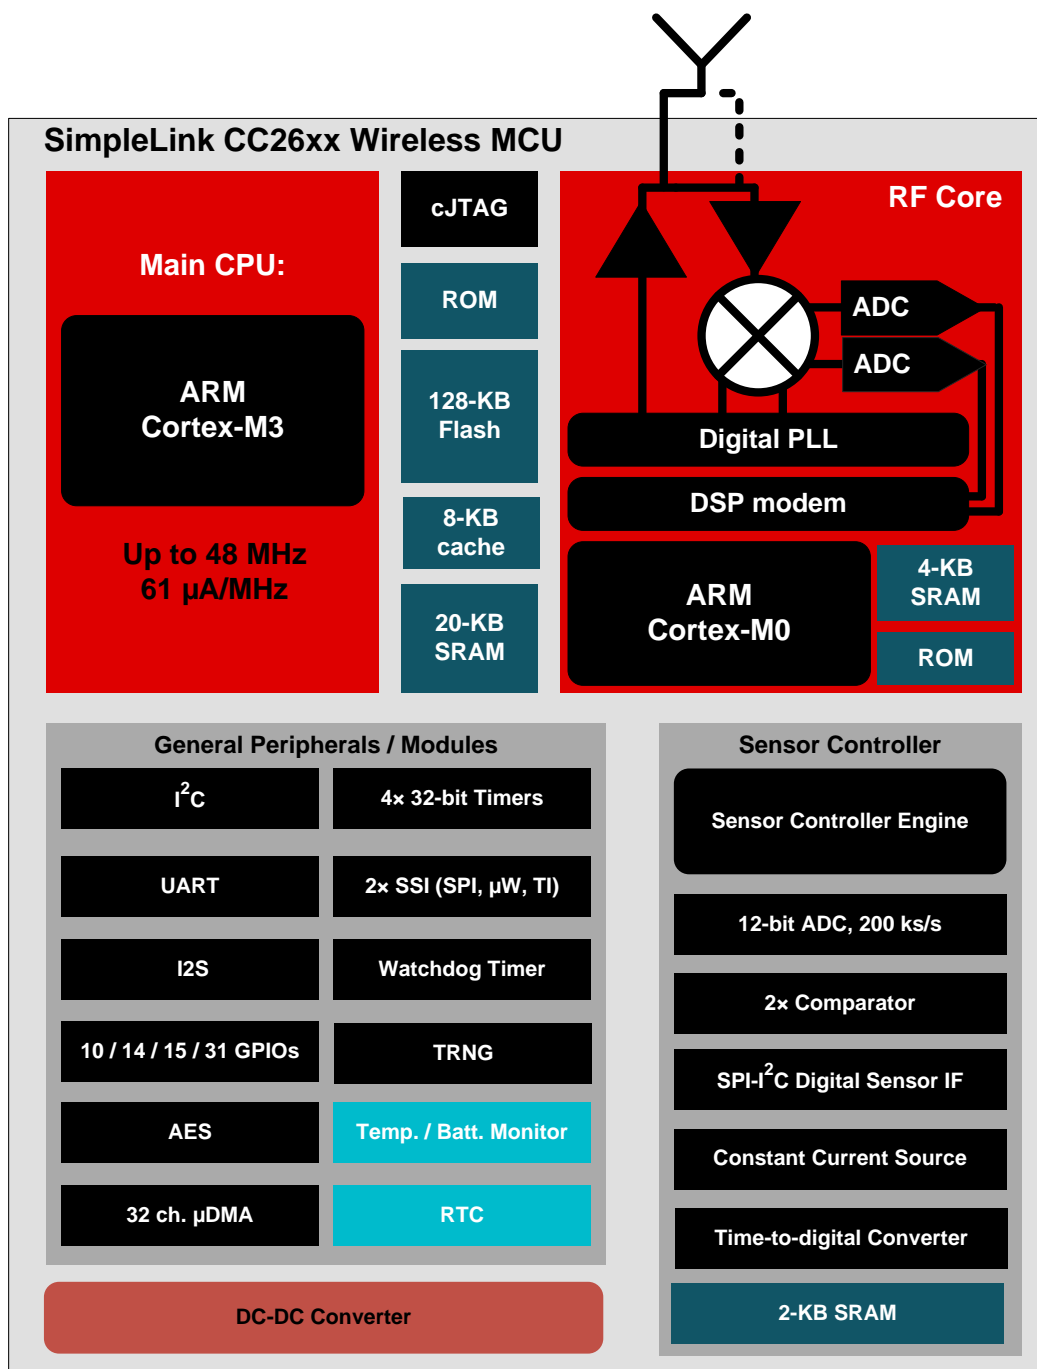 SimpleLink CC26xx Wireless MCU
Main CPU:
ARM
Cortex-M3
Up to 48 MHz
61 µA/MHz
cJTAG
ROM
128-KB
Flash
8-KB
cache
20-KB
SRAM
RF Core
ADC
ADC
Digital PLL
DSP modem
ARM
Cortex-M0
4-KB
SRAM
ROM
General Peripherals / Modules
I²C
4× 32-bit Timers
UART
2× SSI (SPI, µW, TI)
I2S
Watchdog Timer
10 / 14 / 15 / 31 GPIOs
TRNG
AES
Temp. / Batt. Monitor
32 ch. µDMA
RTC
DC-DC Converter
Sensor Controller
Sensor Controller Engine
12-bit ADC, 200 ks/s
2× Comparator
SPI-I²C Digital Sensor IF
Constant Current Source
Time-to-digital Converter
2-KB SRAM